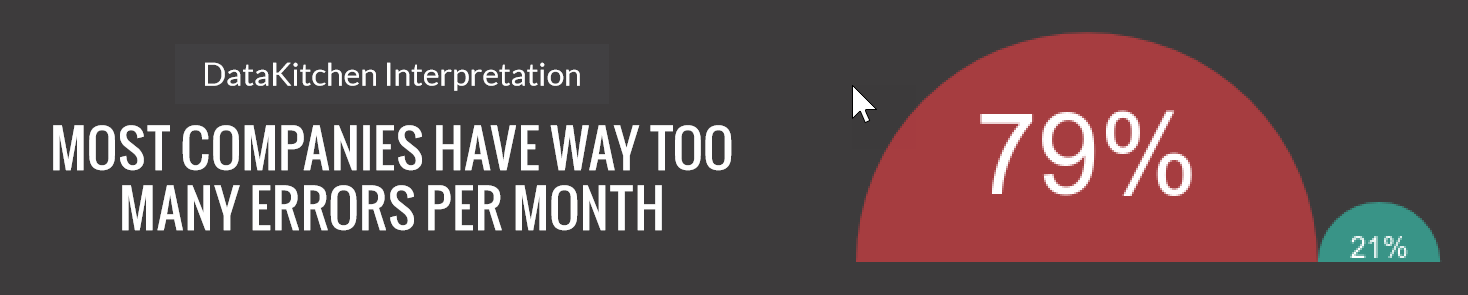 DataKitchen Interpretation
MOST COMPANIES HAVE WAY TOO
MANY ERRORS PER MONTH
79%
21%